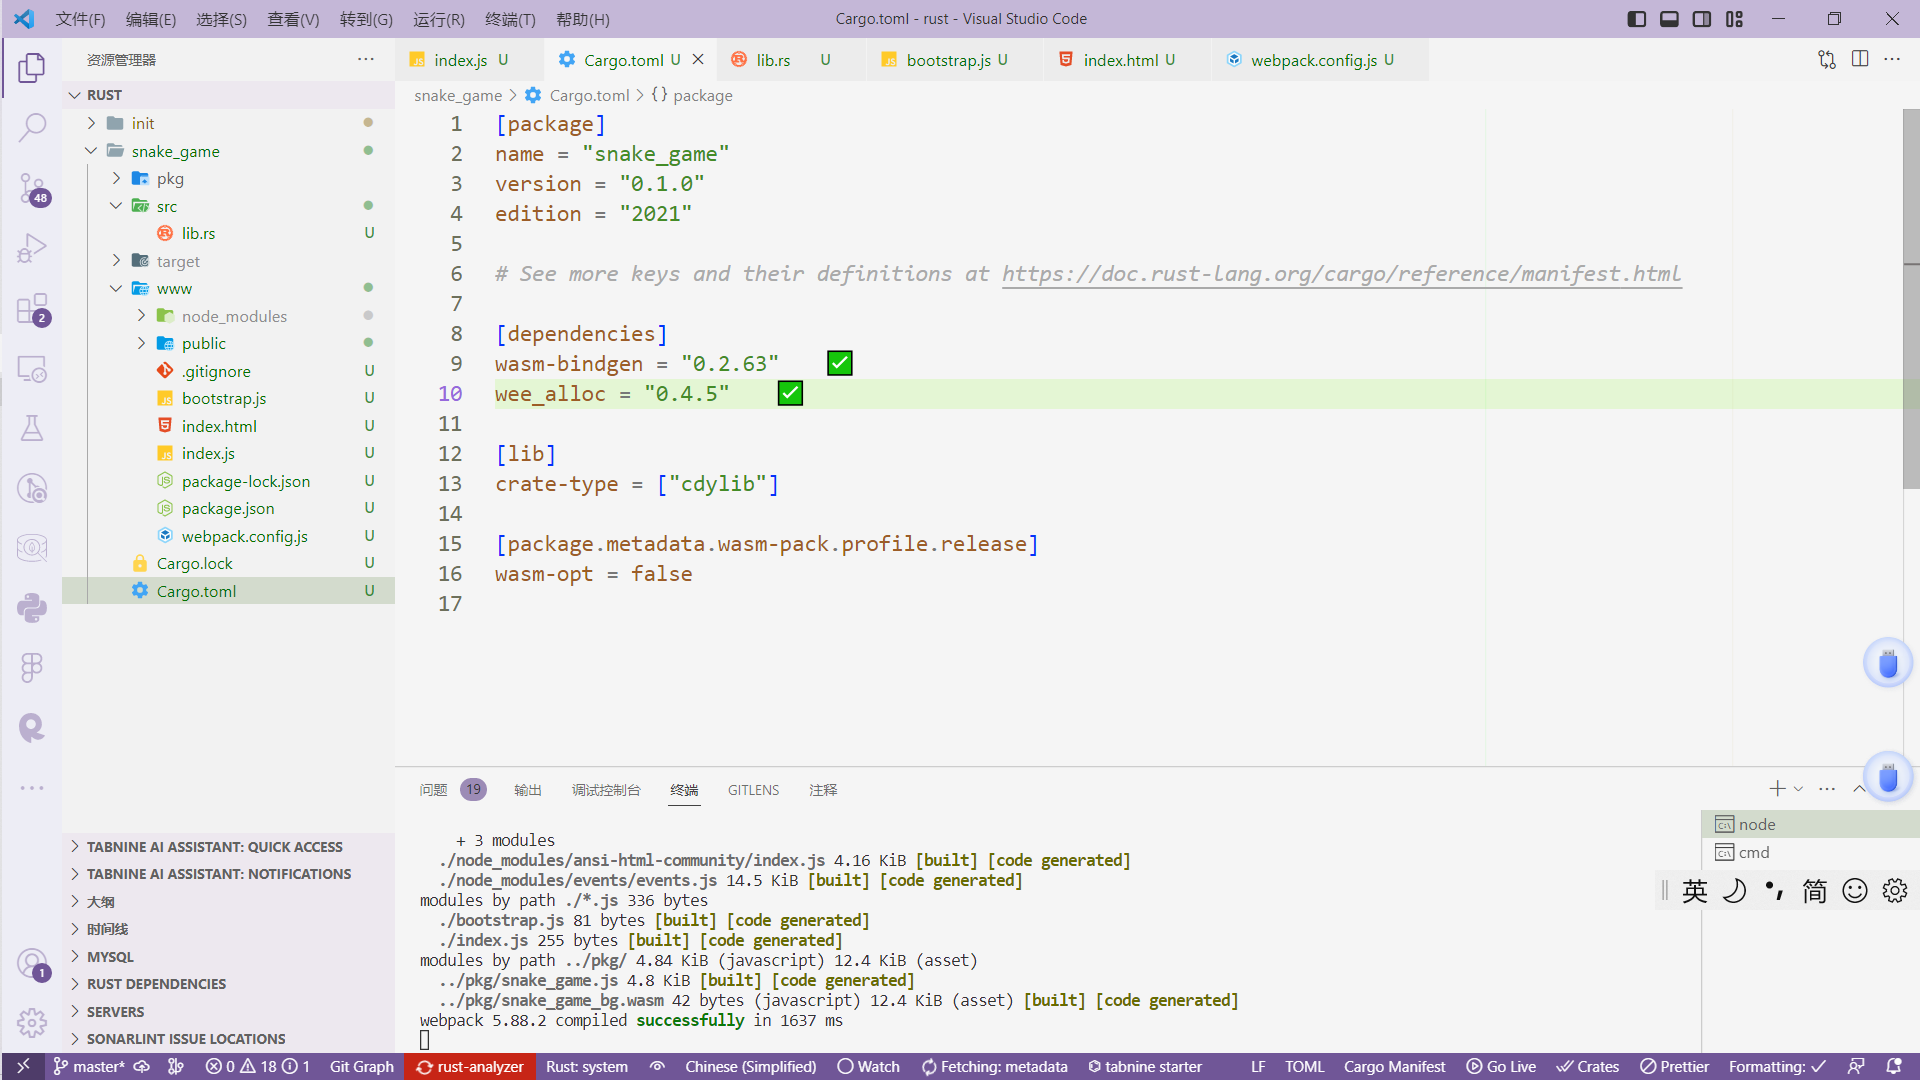 文件(F) 编辑(E) 选择(S) 查看(V) 转到(G) 运行(R) 终端(T) 帮助(H) Cargo.toml - rust - Visual Studio Code
资源管理器
index.js U Cargo.toml U lib.rs U bootstrap.js U index.html U webpack.config.js U
snake_game > Cargo.toml > {} package
RUST
init
snake_game
pkg
src
lib.rs U
target
www
node_modules
public
.gitignore U
bootstrap.js U
index.html U
index.js U
package-lock.json U
package.json U
webpack.config.js U
Cargo.lock U
Cargo.toml U
48
2
1
TABNINE AI ASSISTANT: QUICK ACCESS
TABNINE AI ASSISTANT: NOTIFICATIONS
大纲
时间线
MYSQL
RUST DEPENDENCIES
SERVERS
SONARLINT ISSUE LOCATIONS
1 [package]
2 name = "snake_game"
3 version = "0.1.0"
4 edition = "2021"
5
6 # See more keys and their definitions at https://doc.rust-lang.org/cargo/reference/manifest.html
7
8 [dependencies]
9 wasm-bindgen = "0.2.63" ✅
10 wee_alloc = "0.4.5" ✅
11
12 [lib]
13 crate-type = ["cdylib"]
14
15 [package.metadata.wasm-pack.profile.release]
16 wasm-opt = false
17
问题 19 输出 调试控制台 终端 GITLENS 注释
+ 3 modules
./node_modules/ansi-html-community/index.js 4.16 KiB [built] [code generated]
./node_modules/events/events.js 14.5 KiB [built] [code generated]
modules by path ./*.js 336 bytes
./bootstrap.js 81 bytes [built] [code generated]
./index.js 255 bytes [built] [code generated]
modules by path ../pkg/ 4.84 KiB (javascript) 12.4 KiB (asset)
../pkg/snake_game.js 4.8 KiB [built] [code generated]
../pkg/snake_game_bg.wasm 42 bytes (javascript) 12.4 KiB (asset) [built] [code generated]
webpack 5.88.2 compiled successfully in 1637 ms
node
cmd
英 简
master* 0 18 1 Git Graph rust-analyzer Rust: system Chinese (Simplified) Watch Fetching: metadata tabnine starter LF TOML Cargo Manifest Go Live Crates Prettier Formatting: ✓